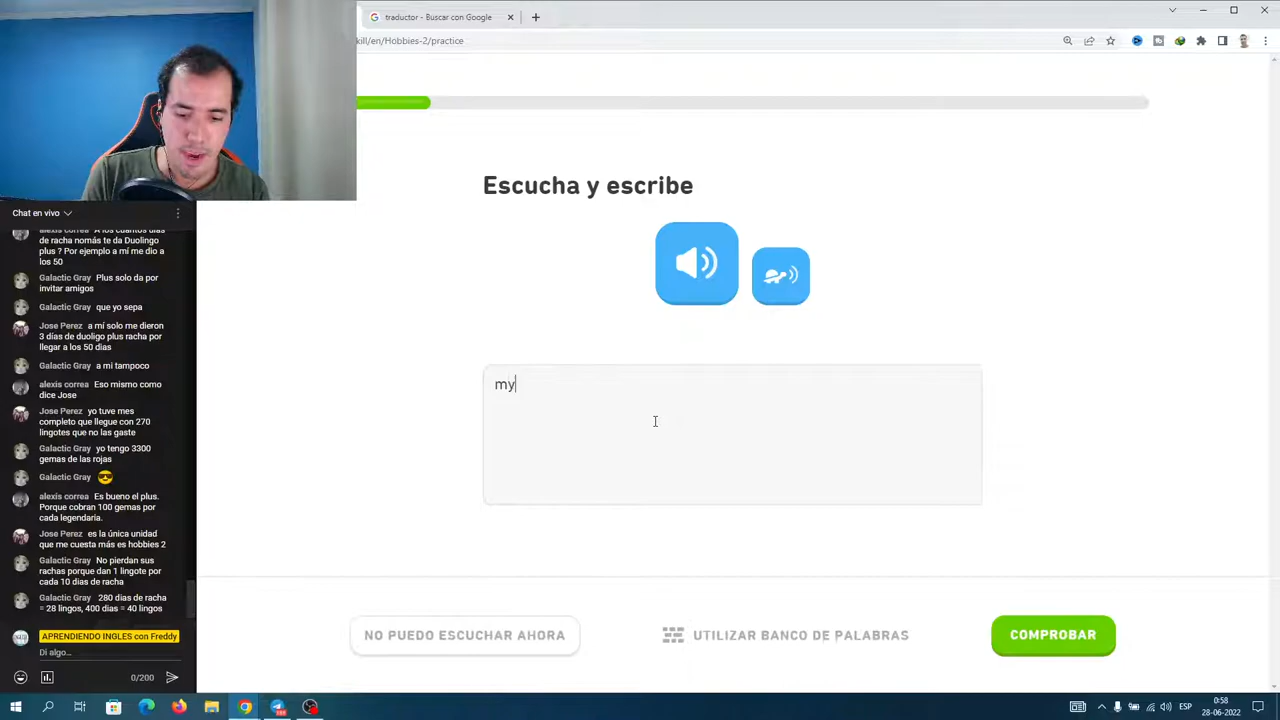 traductor - Buscar con Google
kill/en/Hobbies-2/practice
Escucha y escribe
my
NO PUEDO ESCUCHAR AHORA
UTILIZAR BANCO DE PALABRAS
COMPROBAR
Chat en vivo
alexis correa A los cuantos días
de racha nomás te da Duolingo
plus ? Por ejemplo a mí me dio a
los 50
Galactic Gray Plus solo da por
invitar amigos
Galactic Gray que yo sepa
Jose Perez a mí solo me dieron
3 días de duoligo plus racha por
llegar a los 50 días
Galactic Gray a mi tampoco
alexis correa Eso mismo como
dice Jose
Jose Perez yo tuve mes
completo que llegue con 270
lingotes que no las gaste
Galactic Gray yo tengo 3300
gemas de las rojas
Galactic Gray 😎
alexis correa Es bueno el plus.
Porque cobran 100 gemas por
cada legendaría.
Jose Perez es la única unidad
que me cuesta más es hobbies 2
Galactic Gray No pierdan sus
rachas porque dan 1 lingote por
cada 10 dias de racha
Galactic Gray 280 dias de racha
= 28 lingos, 400 dias = 40 lingos
APRENDIENDO INGLES con Freddy
Di algo...
0/200
ESP
0:58
28-06-2022